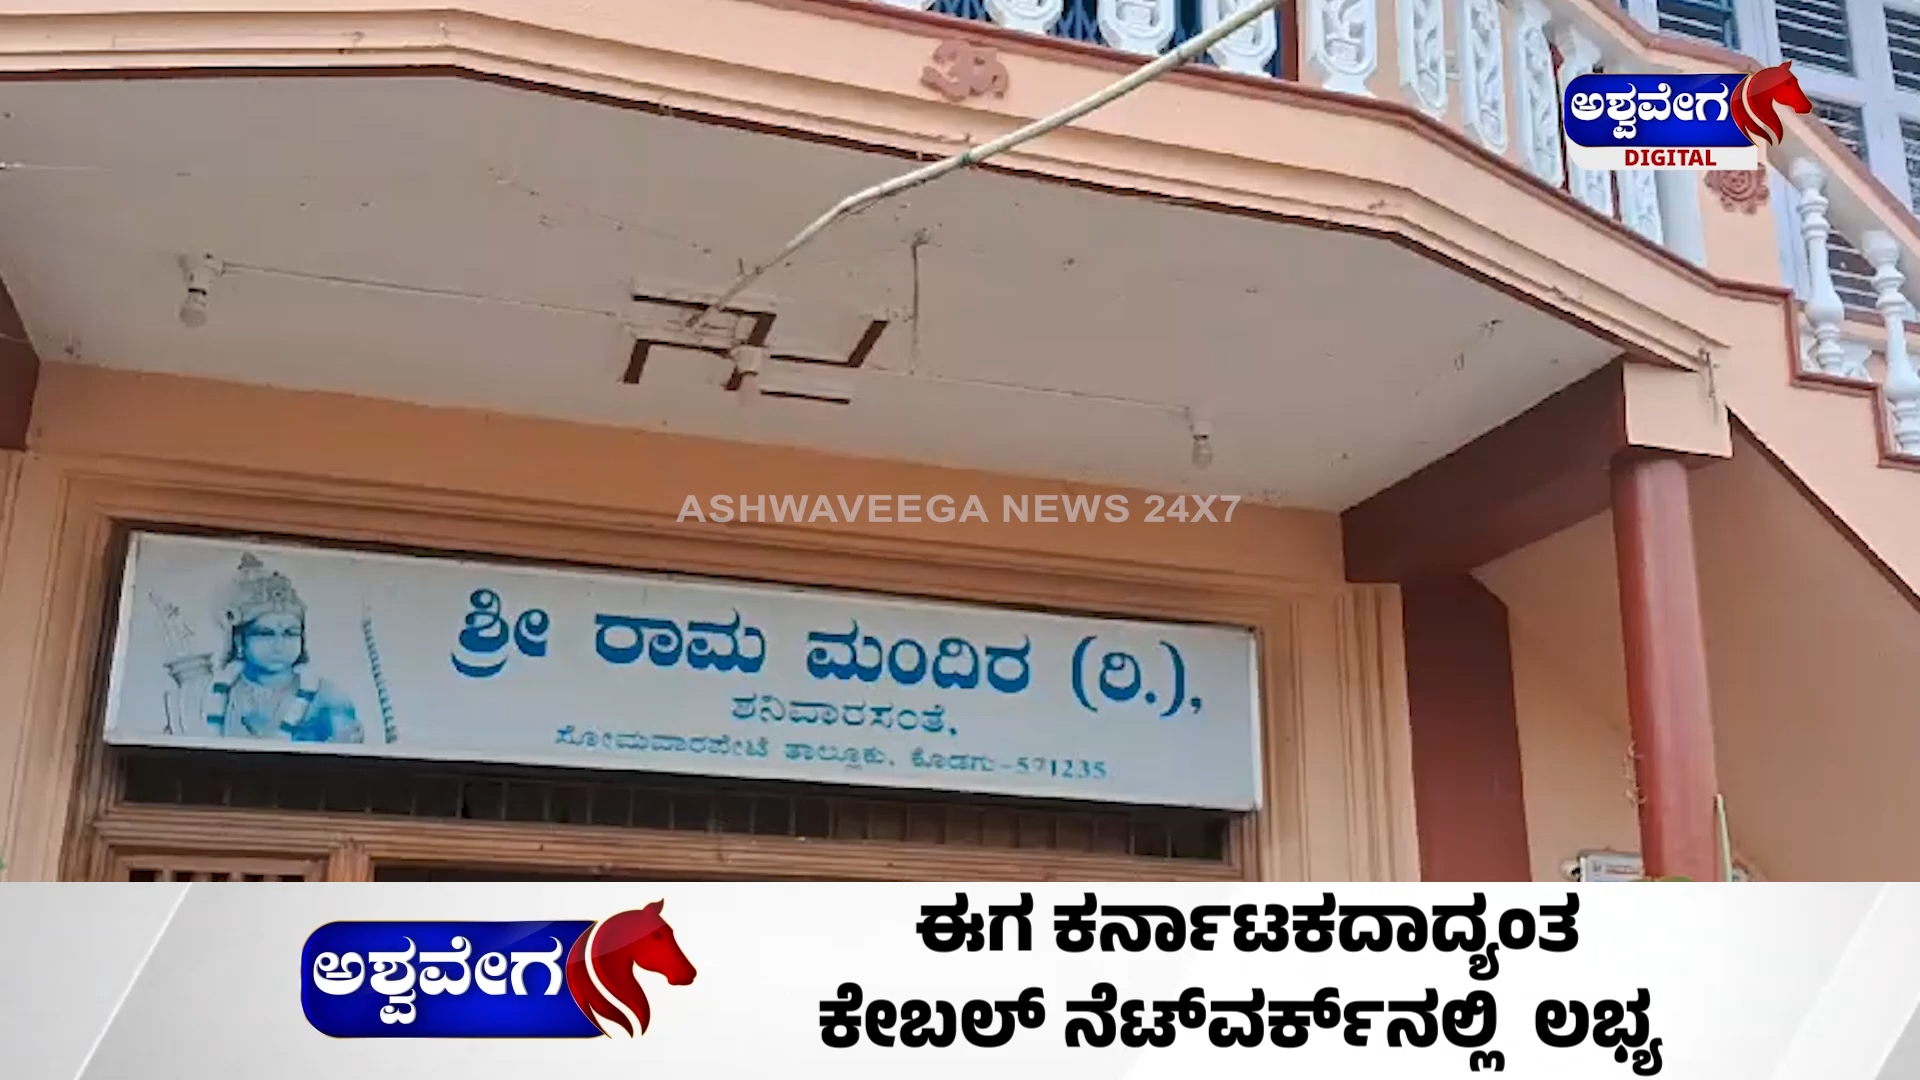 ಅಶ್ವವೇಗ
DIGITAL
ASHWAVEEGA NEWS 24X7
ಶ್ರೀ ರಾಮ ಮಂದಿರ (ರಿ.),
ಶನಿವಾರಸಂತೆ,
ಸೋಮವಾರಪೇಟೆ ತಾಲ್ಲೂಕು, ಕೊಡಗು-571235
ಅಶ್ವವೇಗ
ಈಗ ಕರ್ನಾಟಕದಾದ್ಯಂತ
ಕೇಬಲ್ ನೆಟ್‌ವರ್ಕ್‌ನಲ್ಲಿ ಲಭ್ಯ